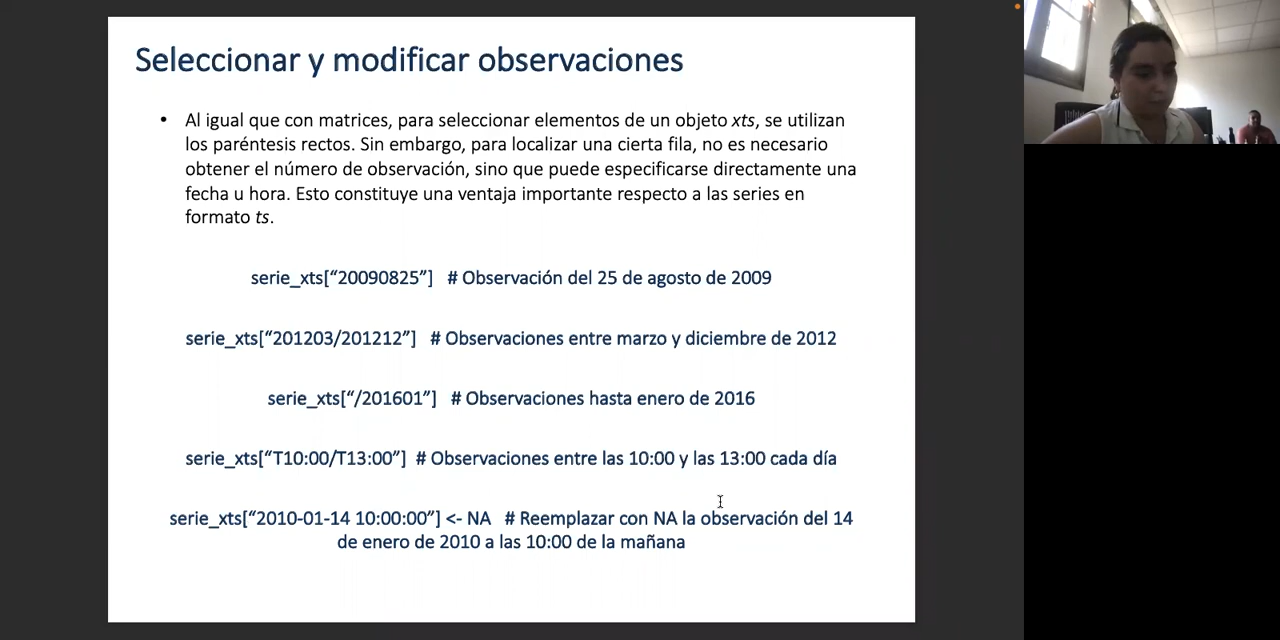 Seleccionar y modificar observaciones
• Al igual que con matrices, para seleccionar elementos de un objeto xts, se utilizan
los paréntesis rectos. Sin embargo, para localizar una cierta fila, no es necesario
obtener el número de observación, sino que puede especificarse directamente una
fecha u hora. Esto constituye una ventaja importante respecto a las series en
formato ts.
serie_xts[“20090825”] # Observación del 25 de agosto de 2009
serie_xts[“201203/201212”] # Observaciones entre marzo y diciembre de 2012
serie_xts[“/201601”] # Observaciones hasta enero de 2016
serie_xts[“T10:00/T13:00”] # Observaciones entre las 10:00 y las 13:00 cada día
serie_xts[“2010-01-14 10:00:00”] <- NA # Reemplazar con NA la observación del 14
de enero de 2010 a las 10:00 de la mañana